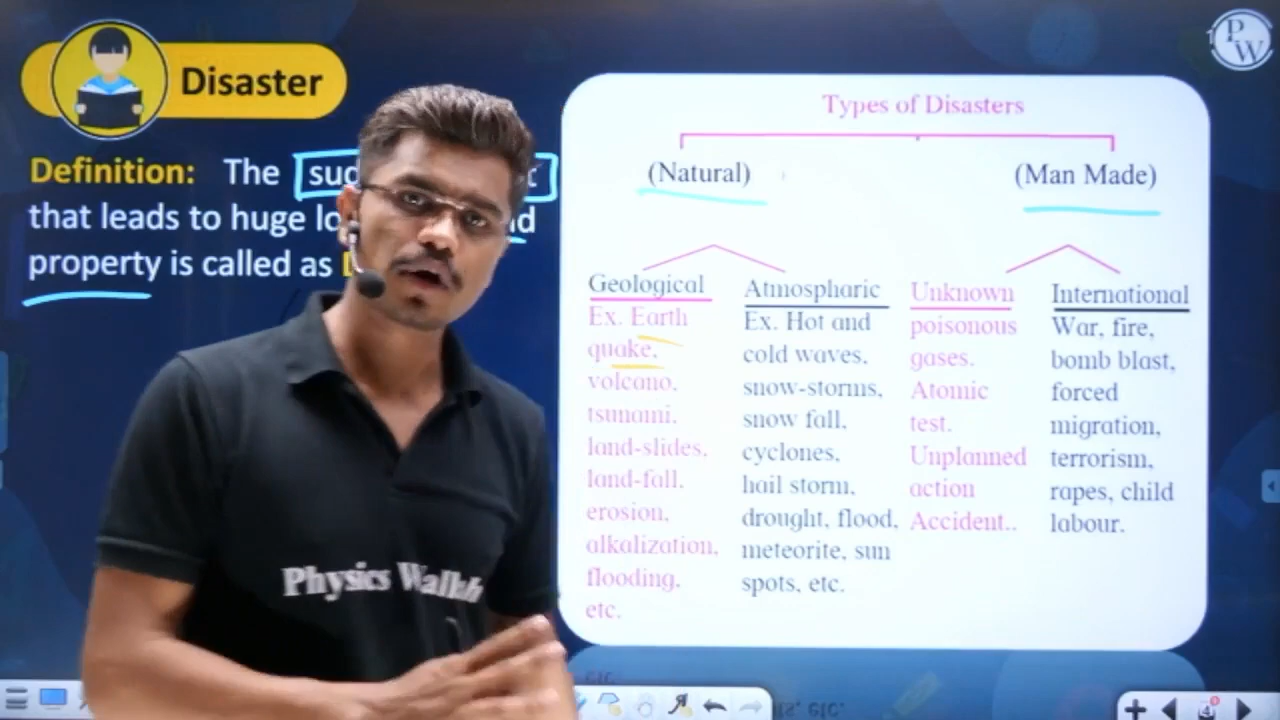 Disaster
Definition: The
that leads to huge
property is called as
PW
Types of Disasters
(Natural)
(Man Made)
Geological
Ex. Earth
quake,
volcano,
tsunami,
land-slides,
land-fall,
erosion,
alkalization,
flooding,
etc.
Atmospharic
Ex. Hot and
cold waves,
snow-storms,
snow fall,
cyclones,
hail storm,
drought, flood,
meteorite, sun
spots, etc.
Unknown
poisonous
gases.
Atomic
test.
Unplanned
action
Accident..
International
War, fire,
bomb blast,
forced
migration,
terrorism,
rapes, child
labour.
Physics Wallah